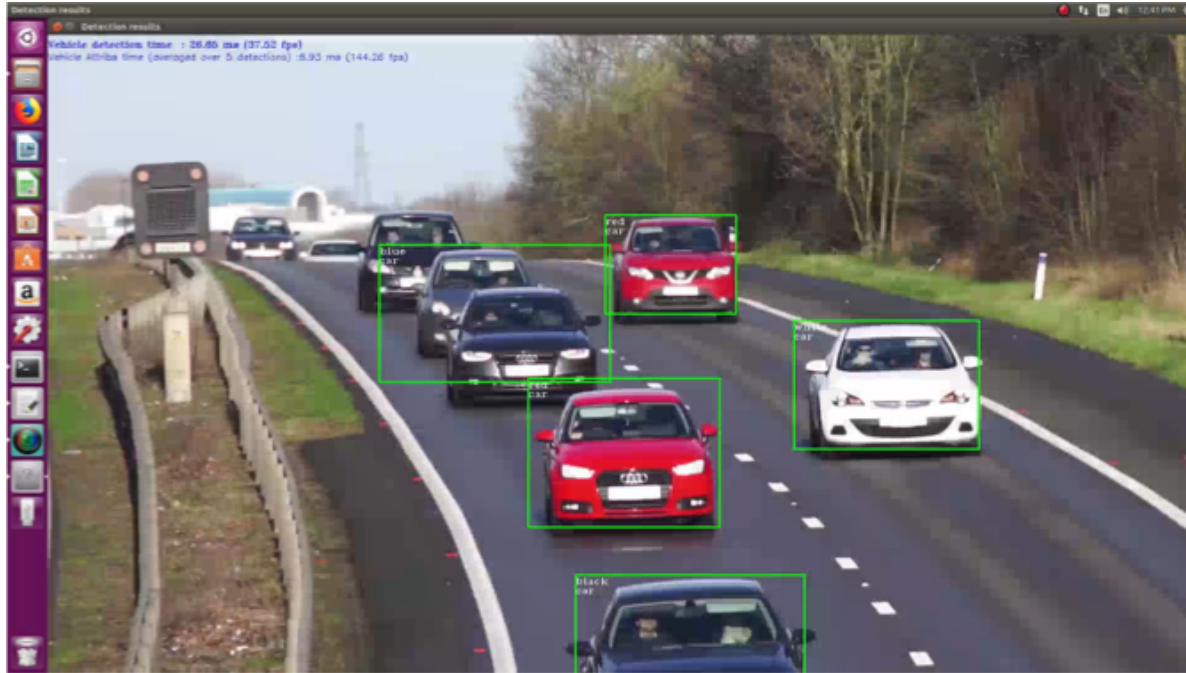 Detection results
12:41 PM
Detection results
Vehicle detection time : 26.65 ms (37.52 fps)
Vehicle Attribs time (averaged over 5 detections) :6.93 ms (144.26 fps)
red
car
blue
car
white
car
red
car
black
car